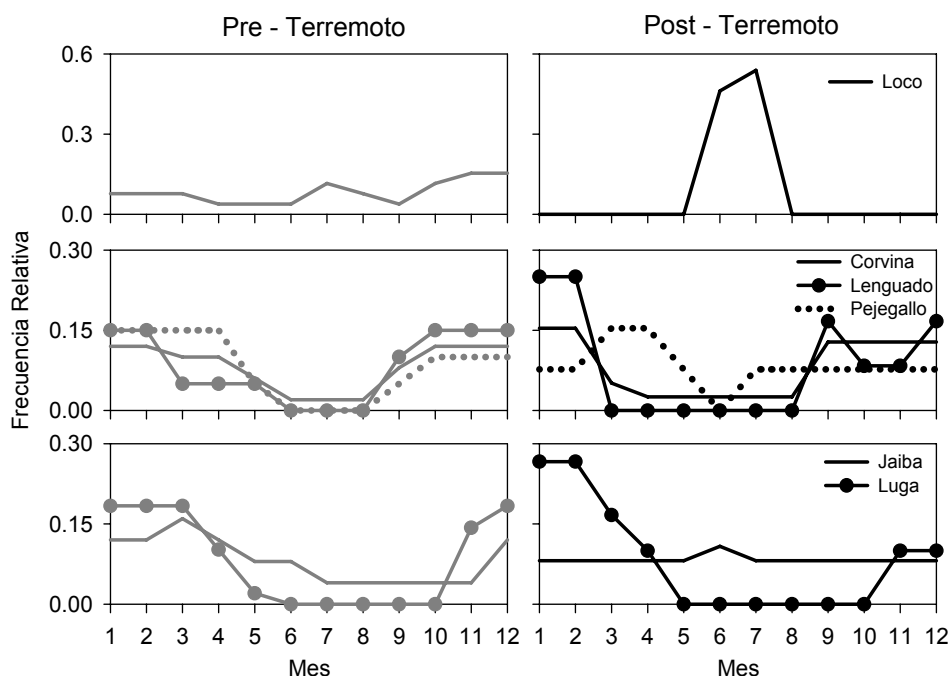 Pre - Terremoto
Post - Terremoto
Frecuencia Relativa
0.6
0.3
0.0
Loco
0.30
0.15
0.00
Corvina
Lenguado
Pejegallo
0.30
0.15
0.00
Jaiba
Luga
1 2 3 4 5 6 7 8 9 10 11 12
1 2 3 4 5 6 7 8 9 10 11 12
Mes
Mes